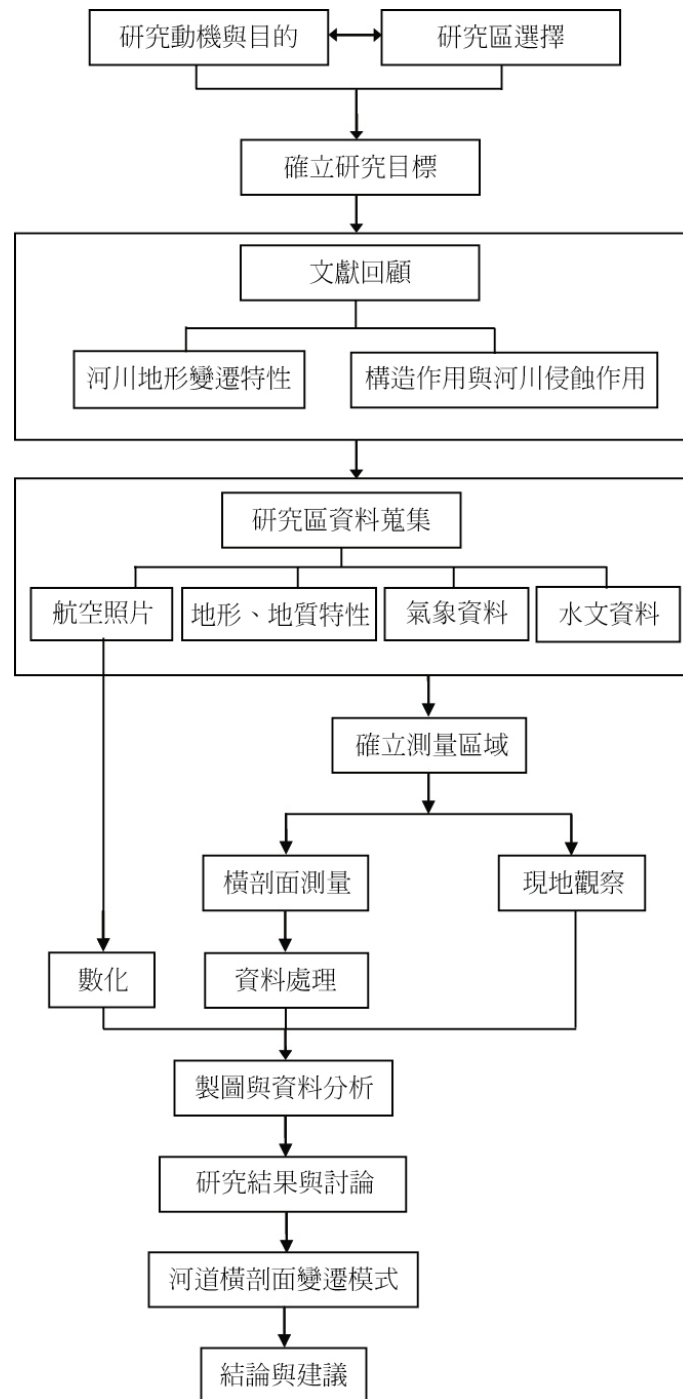 研究動機與目的
研究區選擇
確立研究目標
文獻回顧
河川地形變遷特性
構造作用與河川侵蝕作用
研究區資料蒐集
航空照片
地形、地質特性
氣象資料
水文資料
確立測量區域
橫剖面測量
現地觀察
數化
資料處理
製圖與資料分析
研究結果與討論
河道橫剖面變遷模式
結論與建議